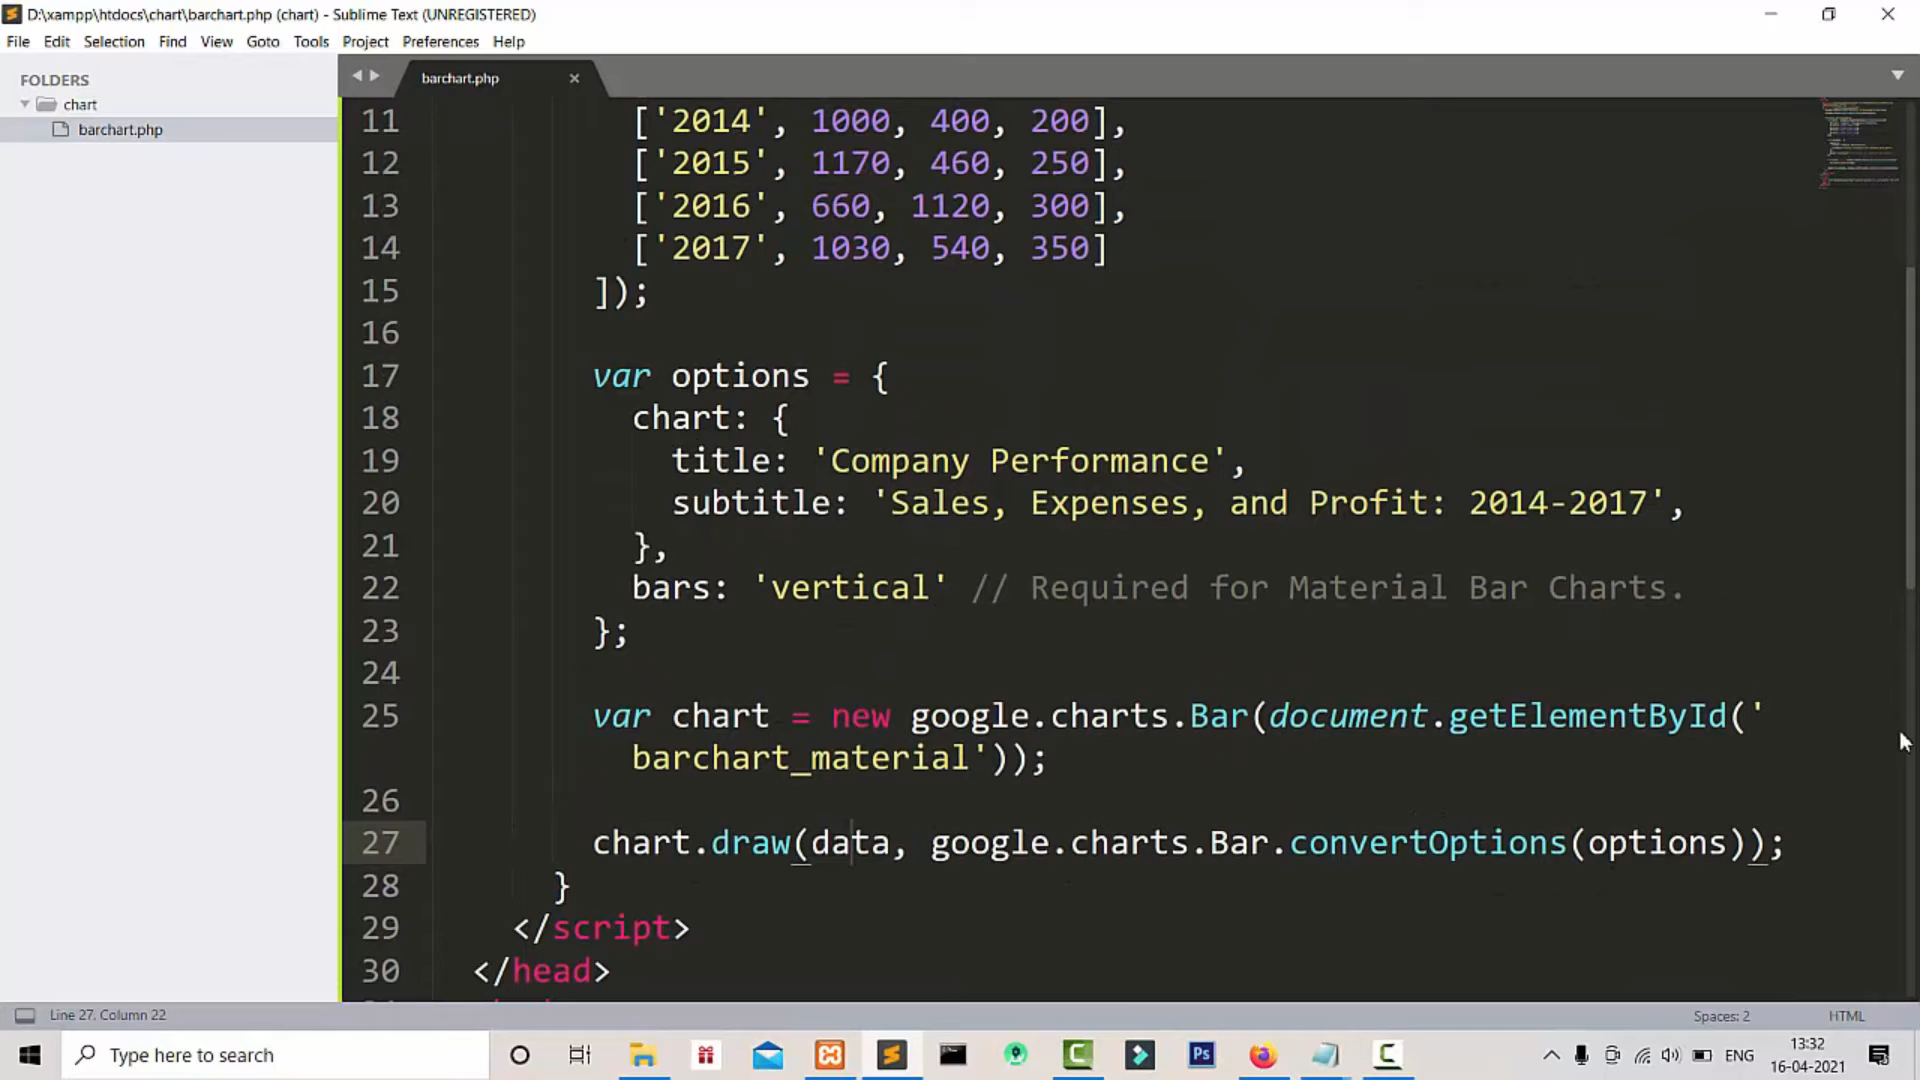 D:\xampp\htdocs\chart\barchart.php (chart) - Sublime Text (UNREGISTERED)
File Edit Selection Find View Goto Tools Project Preferences Help
FOLDERS
chart
barchart.php
barchart.php
11 ['2014', 1000, 400, 200],
12 ['2015', 1170, 460, 250],
13 ['2016', 660, 1120, 300],
14 ['2017', 1030, 540, 350]
15 ]);
16
17 var options = {
18 chart: {
19 title: 'Company Performance',
20 subtitle: 'Sales, Expenses, and Profit: 2014-2017',
21 },
22 bars: 'vertical' // Required for Material Bar Charts.
23 };
24
25 var chart = new google.charts.Bar(document.getElementById('
barchart_material'));
26
27 chart.draw(data, google.charts.Bar.convertOptions(options));
28 }
29 </script>
30 </head>
Line 27, Column 22
Spaces: 2
HTML
Type here to search
Ps
ENG
13:32
16-04-2021